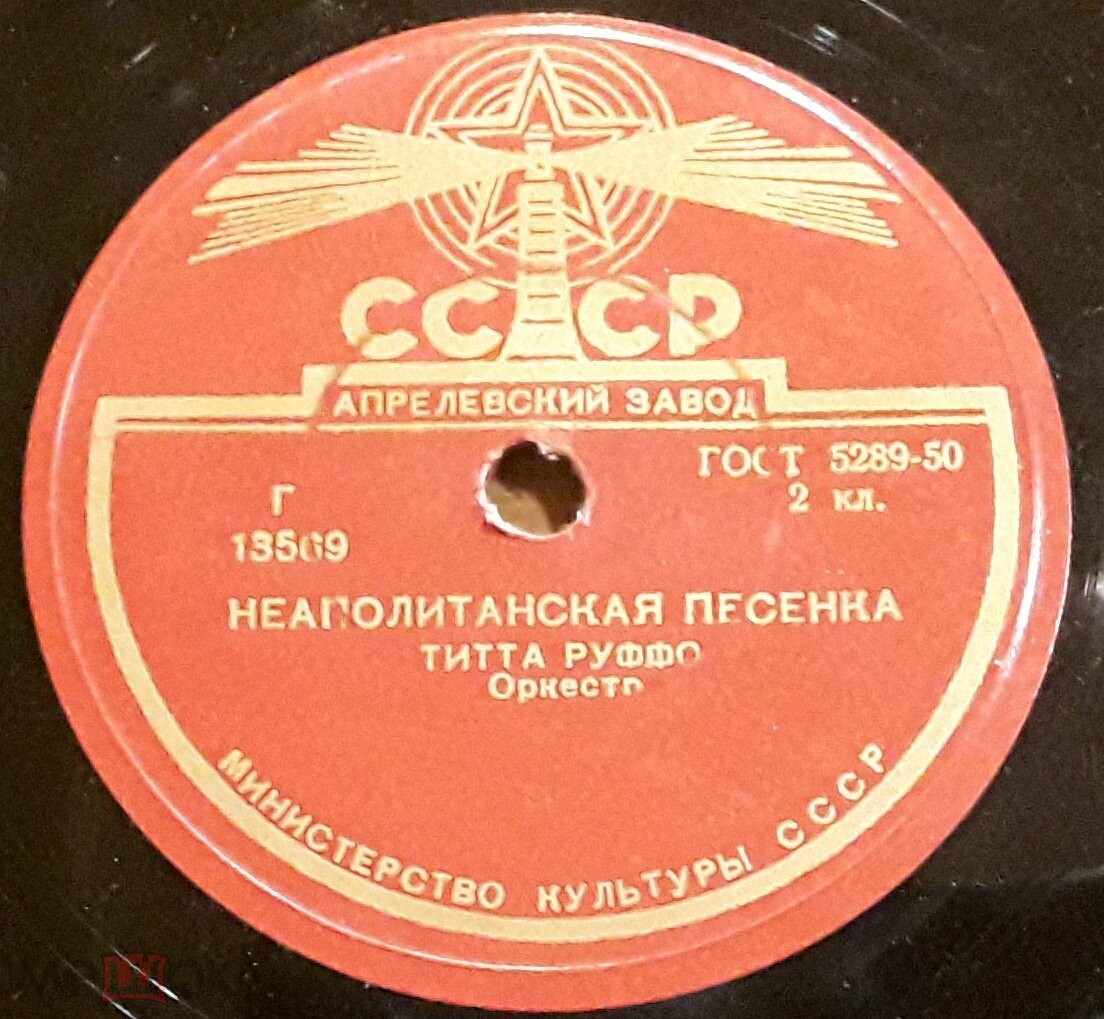 СССР
АПРЕЛЕВСКИЙ ЗАВОД
ГОСТ 5289-50
2 кл.
Г
13569
НЕАПОЛИТАНСКАЯ ПЕСЕНКА
ТИТТА РУФФО
Оркестр
МИНИСТЕРСТВО КУЛЬТУРЫ СССР